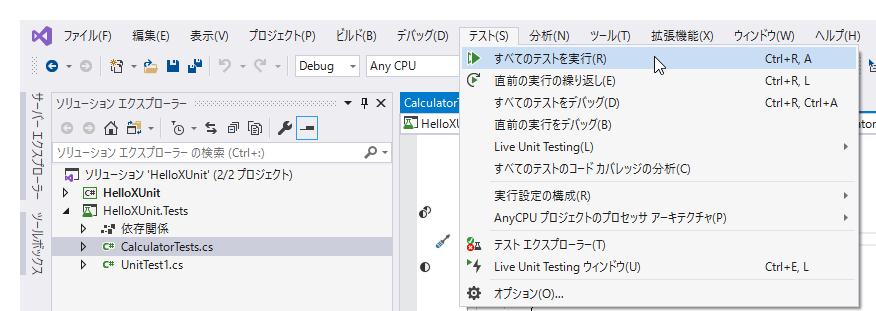 ファイル(F) 編集(E) 表示(V) プロジェクト(P) ビルド(B) デバッグ(D) テスト(S) 分析(N) ツール(T) 拡張機能(X) ウィンドウ(W) ヘルプ(H)
Debug Any CPU
サーバー エクスプローラー
ツールボックス
ソリューション エクスプローラー
ソリューション エクスプローラー の検索 (Ctrl+:)
ソリューション 'HelloXUnit' (2/2 プロジェクト)
HelloXUnit
HelloXUnit.Tests
依存関係
CalculatorTests.cs
UnitTest1.cs
すべてのテストを実行(R) Ctrl+R, A
直前の実行の繰り返し(E) Ctrl+R, L
すべてのテストをデバッグ(D) Ctrl+R, Ctrl+A
直前の実行をデバッグ(B)
Live Unit Testing(L)
すべてのテストのコード カバレッジの分析(C)
実行設定の構成(R)
AnyCPU プロジェクトのプロセッサ アーキテクチャ(P)
テスト エクスプローラー(T)
Live Unit Testing ウィンドウ(U) Ctrl+E, L
オプション(O)...